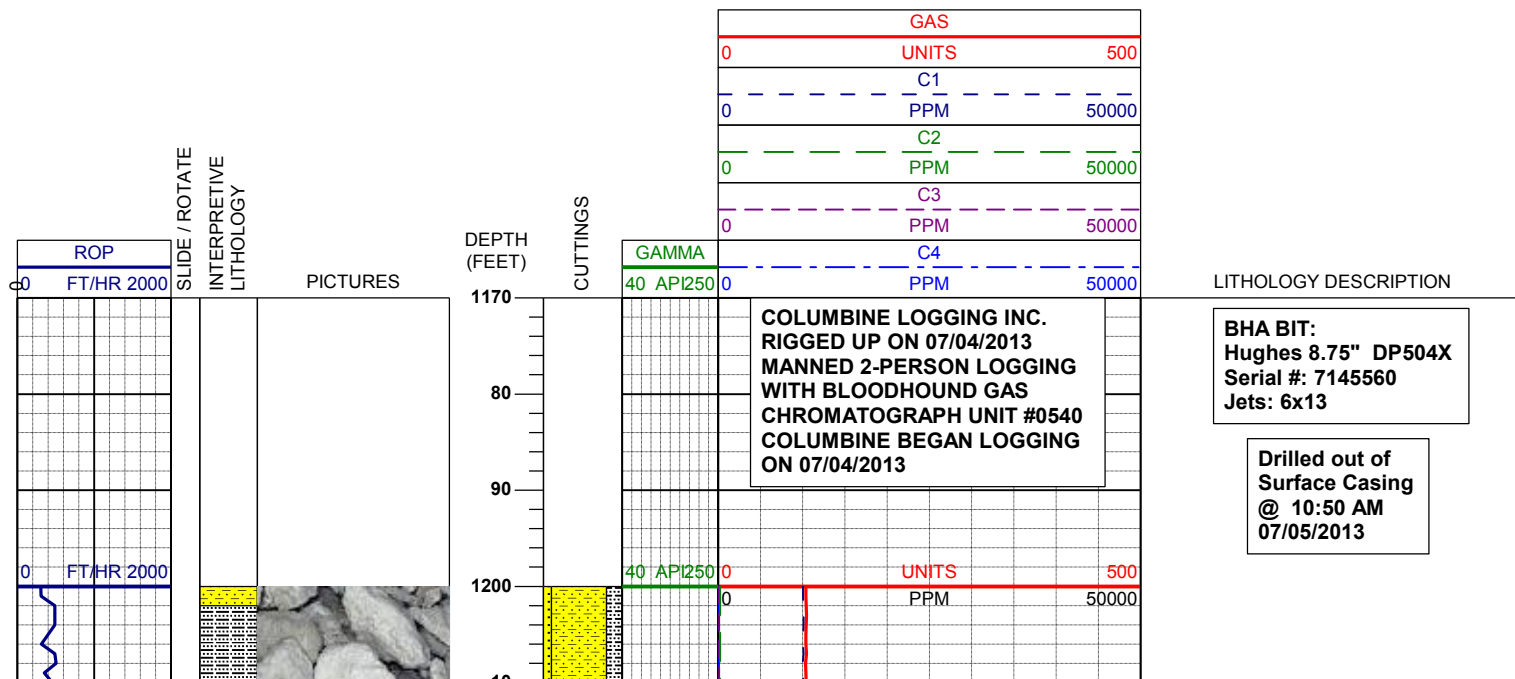 GAS
0 UNITS 500
C1
0 PPM 50000
C2
0 PPM 50000
C3
0 PPM 50000
C4
0 PPM 50000
ROP
0 0 FT/HR 2000
SLIDE / ROTATE
INTERPRETIVE
LITHOLOGY
PICTURES
DEPTH
(FEET)
CUTTINGS
GAMMA
40 API 250
LITHOLOGY DESCRIPTION
1170
COLUMBINE LOGGING INC.
RIGGED UP ON 07/04/2013
MANNED 2-PERSON LOGGING
WITH BLOODHOUND GAS
CHROMATOGRAPH UNIT #0540
COLUMBINE BEGAN LOGGING
ON 07/04/2013
BHA BIT:
Hughes 8.75" DP504X
Serial #: 7145560
Jets: 6x13
80
Drilled out of
Surface Casing
@ 10:50 AM
07/05/2013
90
0 FT/HR 2000
40 API 250
0 UNITS 500
1200
0 PPM 50000
10